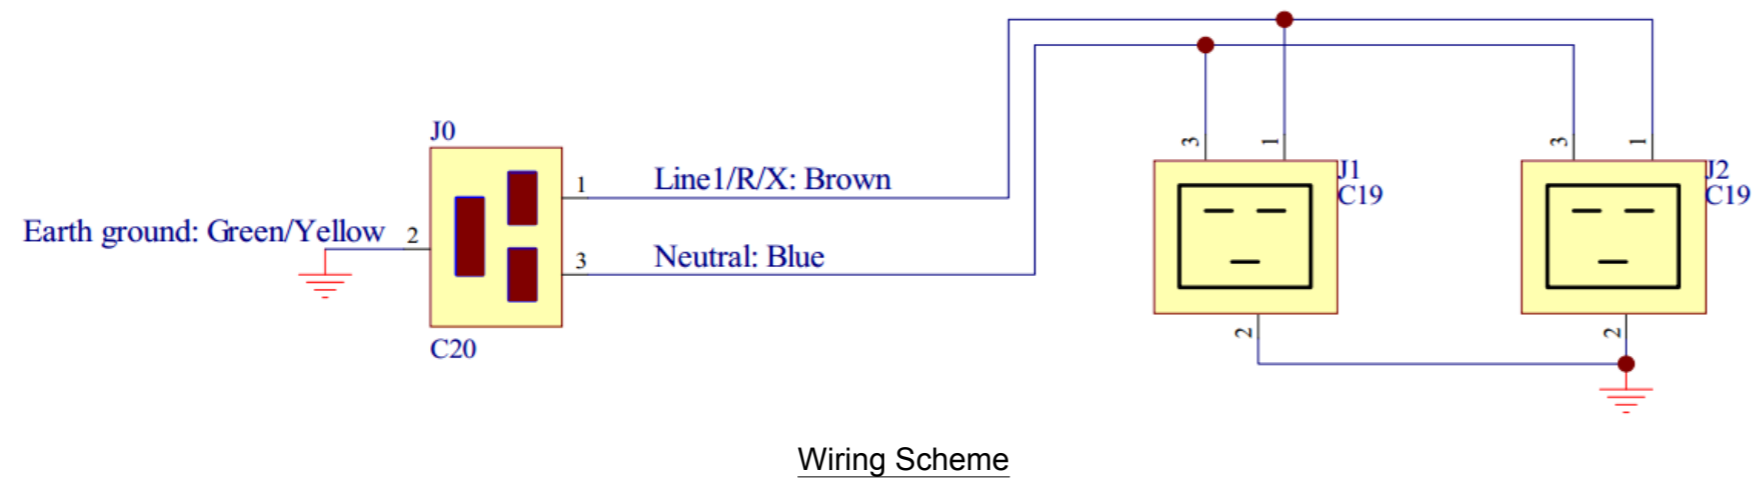 J0
Line1/R/X: Brown
1
Earth ground: Green/Yellow
2
Neutral: Blue
3
C20
3
1
J1
C19
2
3
1
J2
C19
2
Wiring Scheme